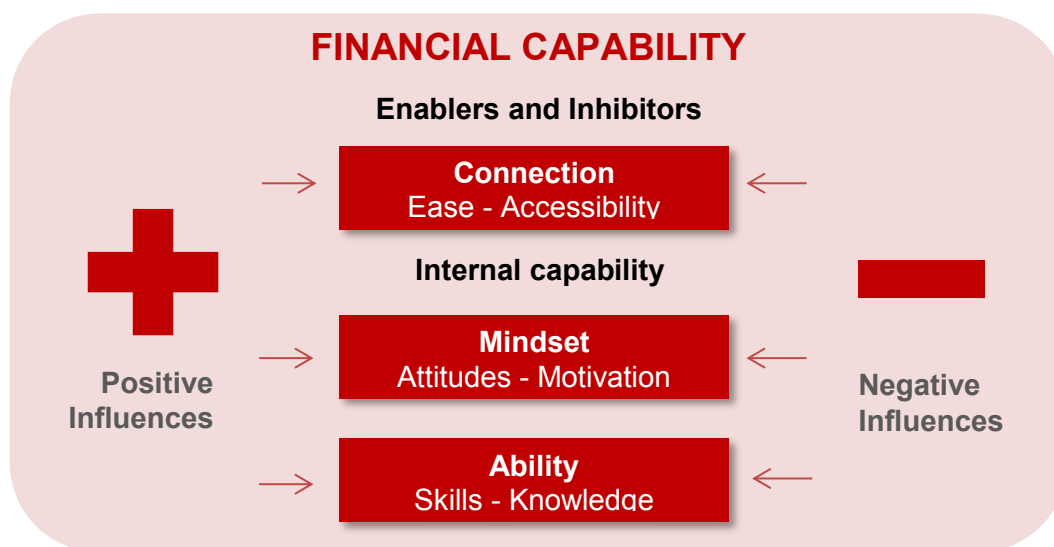 FINANCIAL CAPABILITY
Enablers and Inhibitors
Connection
Ease - Accessibility
Internal capability
Mindset
Attitudes - Motivation
Positive
Influences
Negative
Influences
Ability
Skills - Knowledge